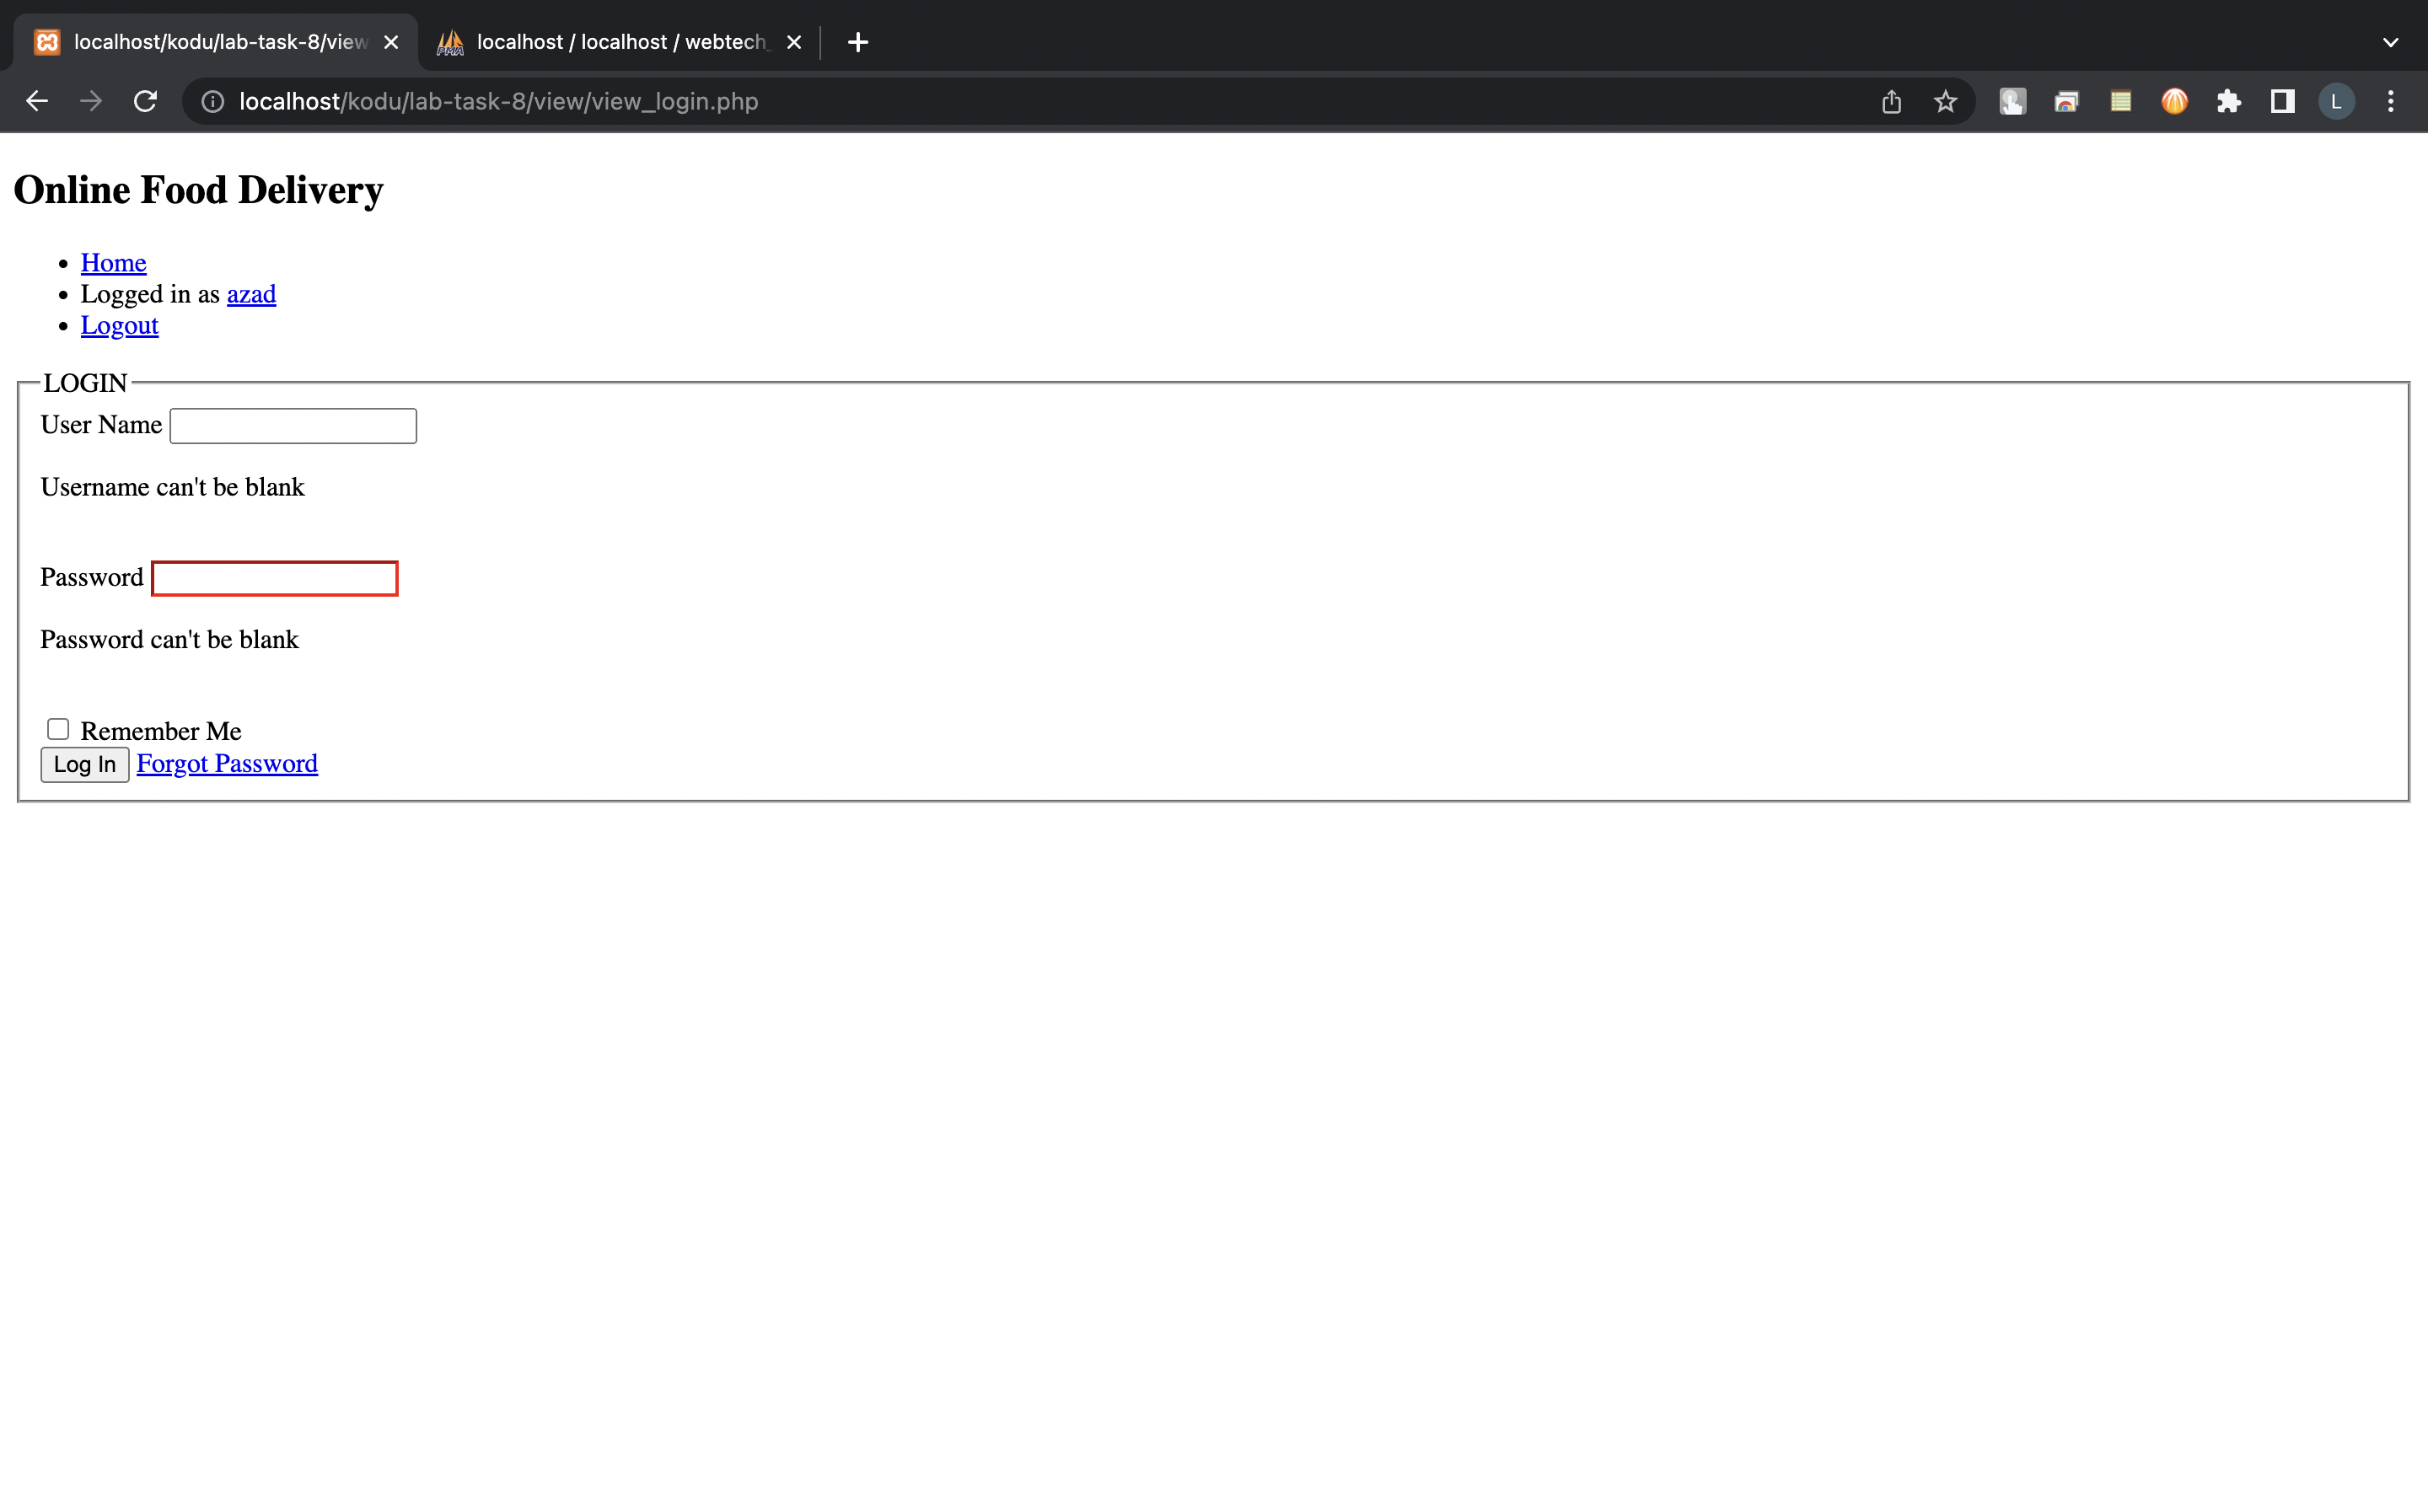 localhost/kodu/lab-task-8/view
localhost / localhost / webtech_
localhost/kodu/lab-task-8/view/view_login.php
L
Online Food Delivery
Home
Logged in as azad
Logout
LOGIN
User Name
Username can't be blank
Password
Password can't be blank
Remember Me
Log In Forgot Password